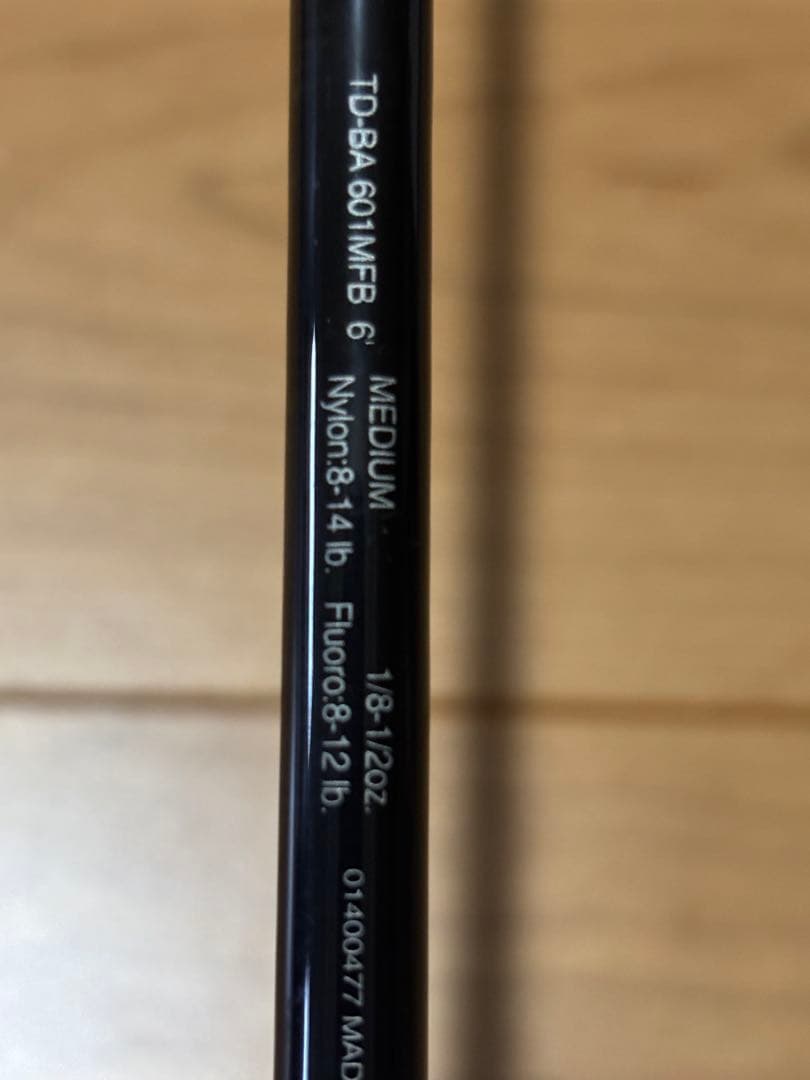 TD-BA 601MFB 6'
MEDIUM 1/8-1/2oz.
Nylon:8-14 lb. Fluoro:8-12 lb.
01400477 MAD